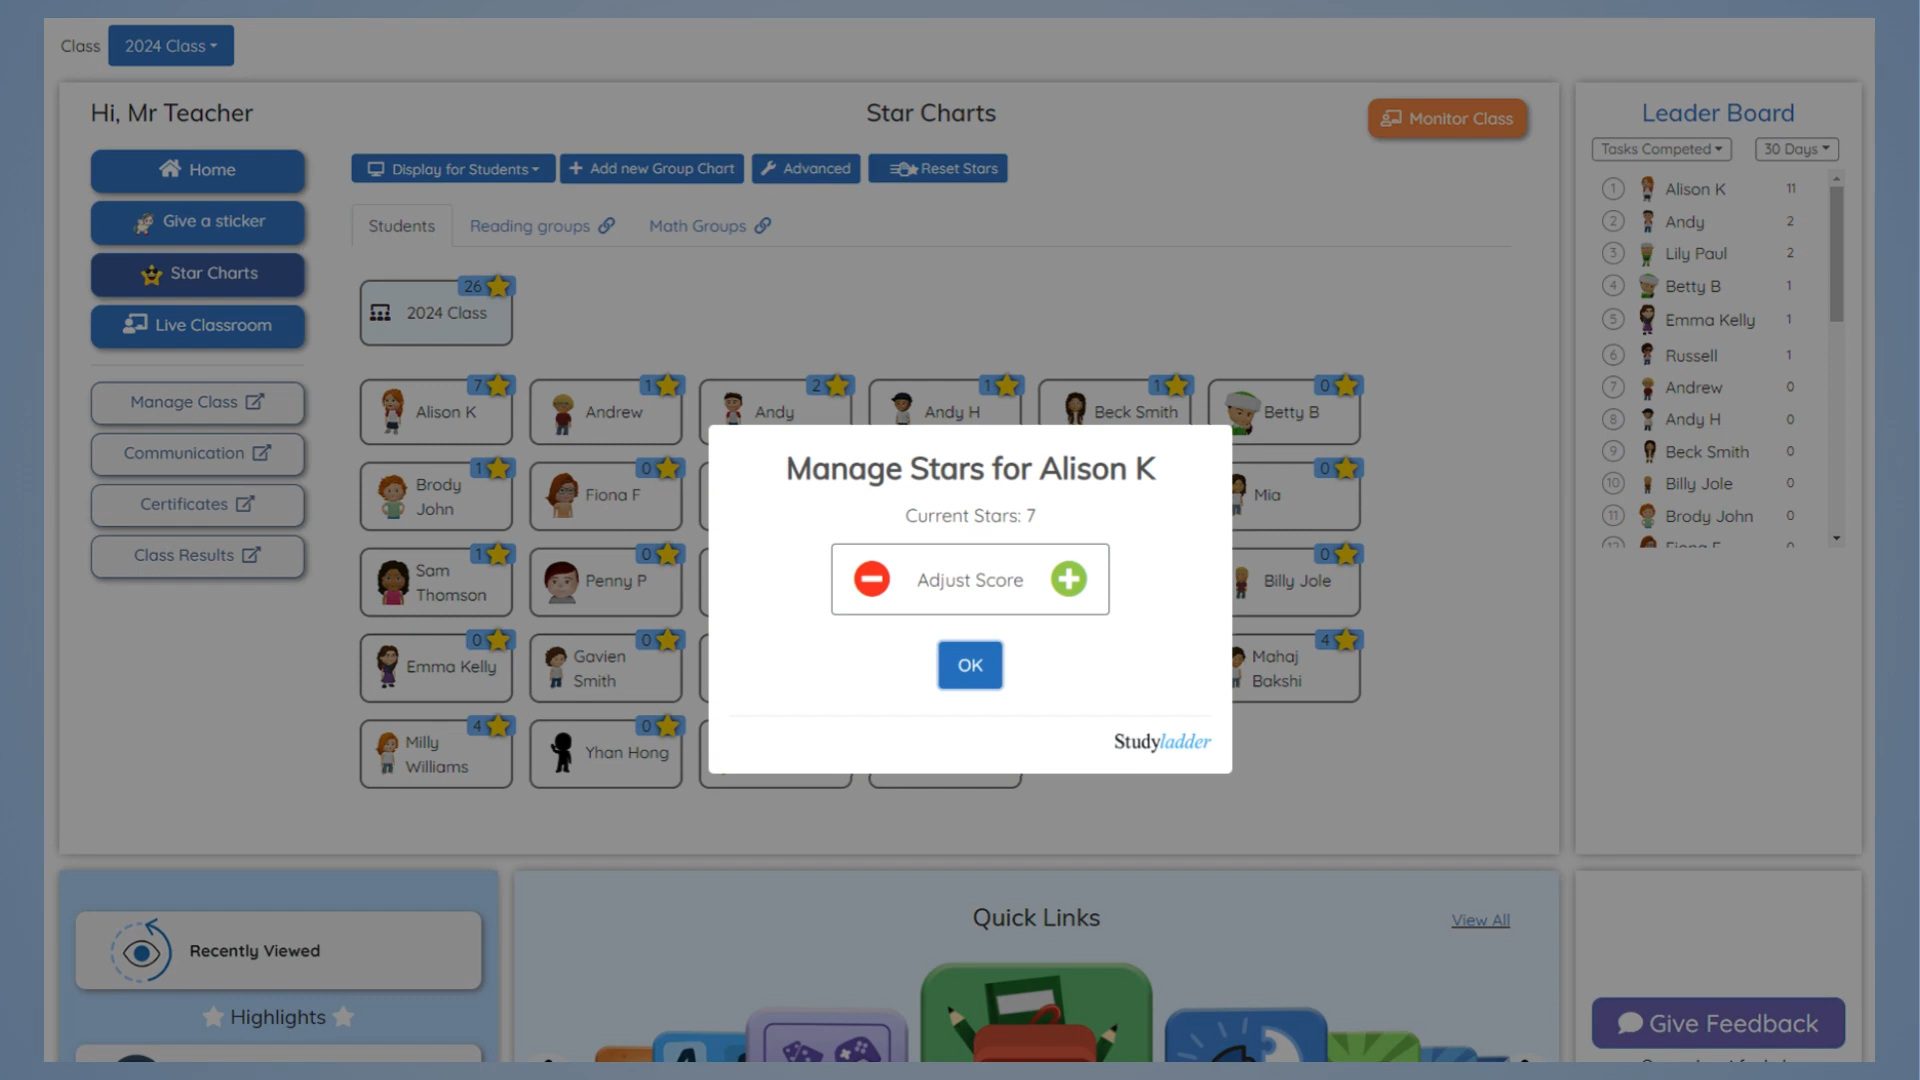 Class 2024 Class
Hi, Mr Teacher
Home
Give a sticker
Star Charts
Live Classroom
Manage Class
Communication
Certificates
Class Results
Star Charts
Monitor Class
Display for Students
Add new Group Chart
Advanced
Reset Stars
Students Reading groups Math Groups
26
2024 Class
7 1 2 1 1 0
Alison K Andrew Andy Andy H Beck Smith Betty B
1 0 0
Brody
John
Fiona F
Mia
1 0 0
Sam
Thomson
Penny P
Billy Jole
0 0 4
Emma Kelly
Gavien
Smith
Mahaj
Bakshi
4 0
Milly
Williams
Yhan Hong
Manage Stars for Alison K
Current Stars: 7
Adjust Score
OK
Studyladder
Leader Board
Tasks Competed 30 Days
1 Alison K 11
2 Andy 2
3 Lily Paul 2
4 Betty B 1
5 Emma Kelly 1
6 Russell 1
7 Andrew 0
8 Andy H 0
9 Beck Smith 0
10 Billy Jole 0
11 Brody John 0
Recently Viewed
Highlights
Quick Links
View All
Give Feedback